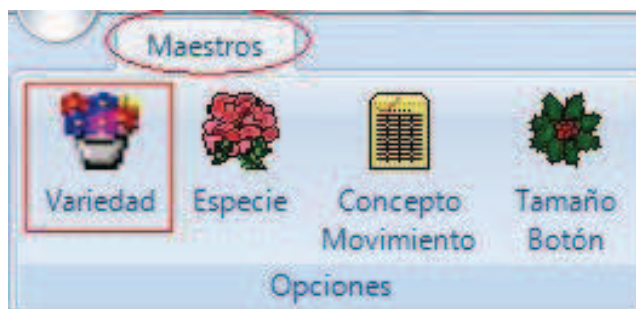 Maestros
Variedad
Especie
Concepto
Movimiento
Tamaño
Botón
Opciones